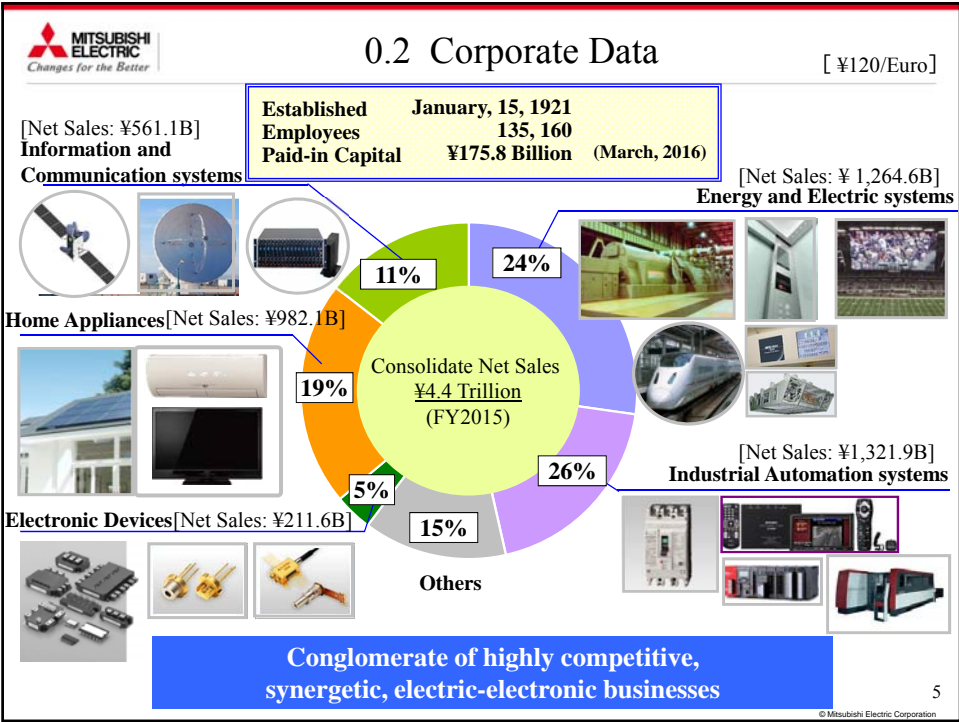 MITSUBISHI
ELECTRIC
Changes for the Better
0.2 Corporate Data
[ ¥120/Euro]
Established January, 15, 1921
Employees 135, 160
Paid-in Capital ¥175.8 Billion (March, 2016)
[Net Sales: ¥561.1B]
Information and
Communication systems
[Net Sales: ¥ 1,264.6B]
Energy and Electric systems
11%
24%
Home Appliances[Net Sales: ¥982.1B]
19%
Consolidate Net Sales
¥4.4 Trillion
(FY2015)
[Net Sales: ¥1,321.9B]
Industrial Automation systems
26%
5%
Electronic Devices[Net Sales: ¥211.6B]
15%
Others
Conglomerate of highly competitive,
synergetic, electric-electronic businesses
5
© Mitsubishi Electric Corporation